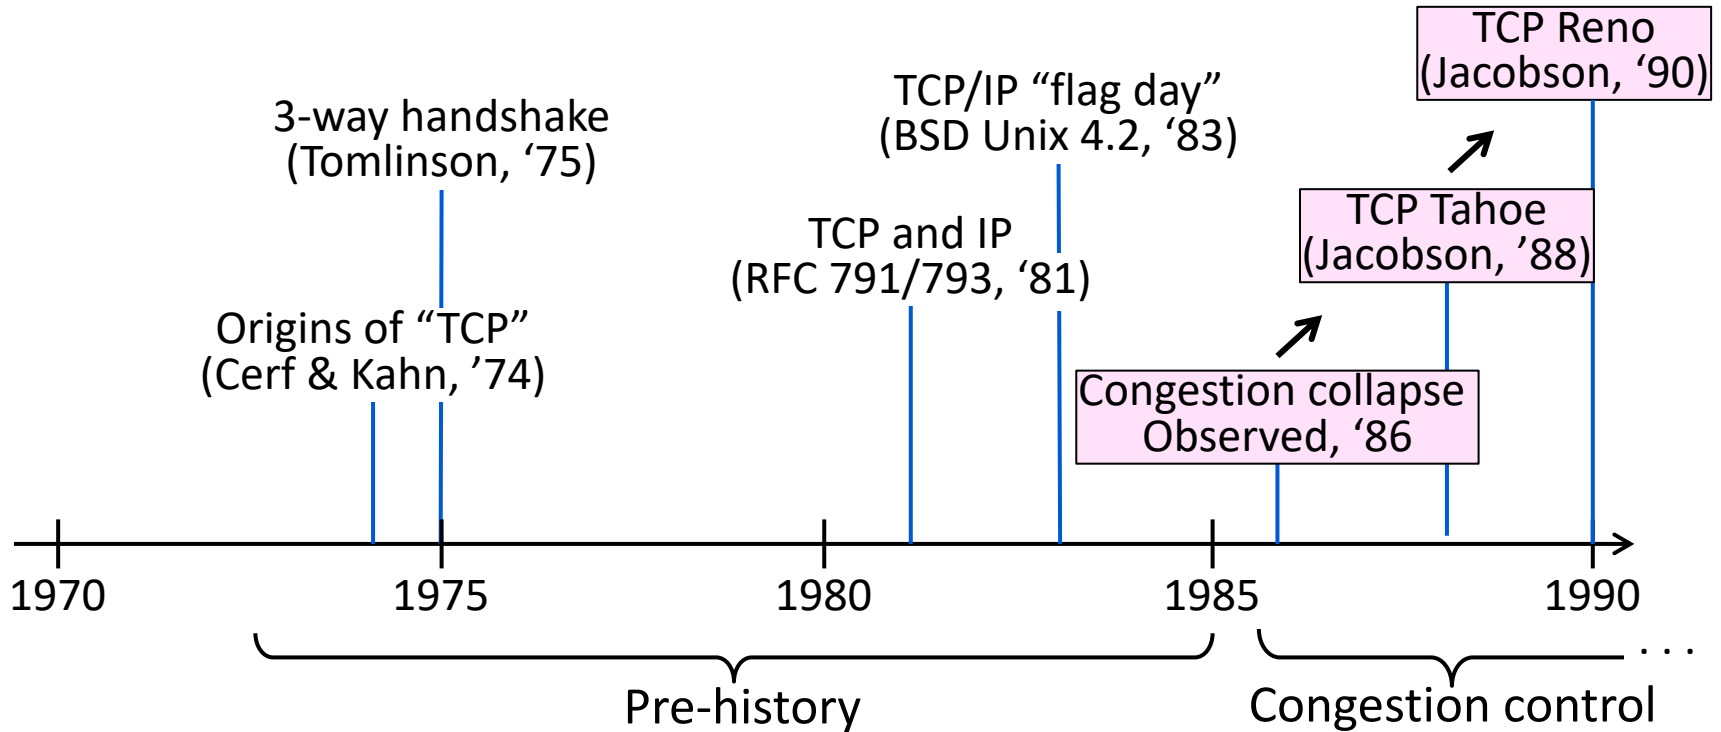 TCP Reno
(Jacobson, ‘90)
TCP/IP “flag day”
(BSD Unix 4.2, ‘83)
3-way handshake
(Tomlinson, ‘75)
TCP Tahoe
(Jacobson, ’88)
TCP and IP
(RFC 791/793, ‘81)
Origins of “TCP”
(Cerf & Kahn, ’74)
Congestion collapse
Observed, ‘86
1970 1975 1980 1985 1990
. . .
Pre-history
Congestion control